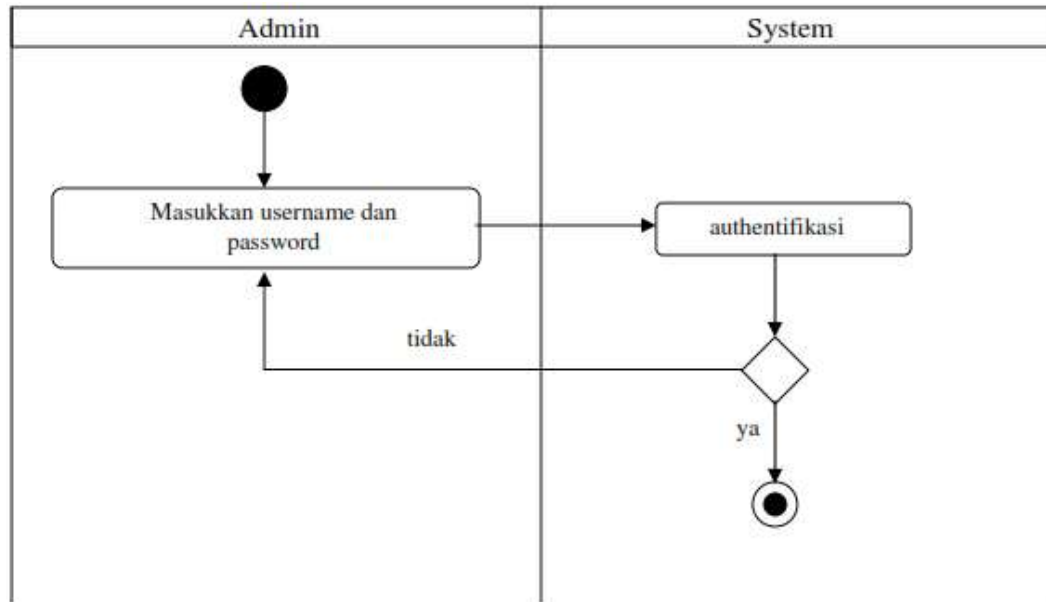 Admin
System
Masukkan username dan
password
authentifikasi
tidak
ya